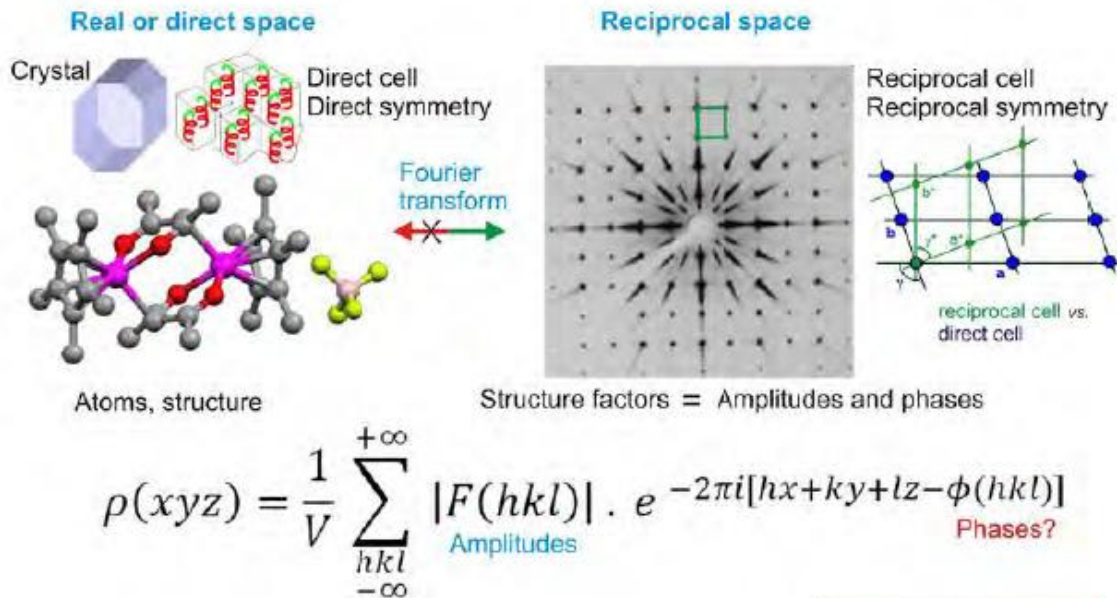 Real or direct space
Reciprocal space
Crystal
Direct cell
Direct symmetry
Reciprocal cell
Reciprocal symmetry
Fourier
transform
b*
γ*
a*
b
a
γ
reciprocal cell vs.
direct cell
Atoms, structure
Structure factors = Amplitudes and phases
+∞
ρ(xyz) = 1/V ∑ |F(hkl)| . e −2πi[hx+ky+lz−ϕ(hkl)]
hkl
−∞
Amplitudes
Phases?